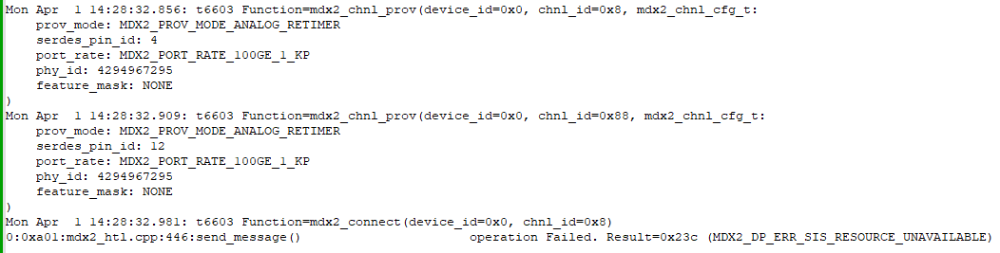 Mon Apr  1 14:28:32.856: t6603 Function=mdx2_chnl_prov(device_id=0x0, chnl_id=0x8, mdx2_chnl_cfg_t:
    prov_mode: MDX2_PROV_MODE_ANALOG_RETIMER
    serdes_pin_id: 4
    port_rate: MDX2_PORT_RATE_100GE_1_KP
    phy_id: 4294967295
    feature_mask: NONE
)
Mon Apr  1 14:28:32.909: t6603 Function=mdx2_chnl_prov(device_id=0x0, chnl_id=0x88, mdx2_chnl_cfg_t:
    prov_mode: MDX2_PROV_MODE_ANALOG_RETIMER
    serdes_pin_id: 12
    port_rate: MDX2_PORT_RATE_100GE_1_KP
    phy_id: 4294967295
    feature_mask: NONE
)
Mon Apr  1 14:28:32.981: t6603 Function=mdx2_connect(device_id=0x0, chnl_id=0x8)
0:0xa01:mdx2_htl.cpp:446:send_message()                      operation Failed. Result=0x23c (MDX2_DP_ERR_SIS_RESOURCE_UNAVAILABLE)